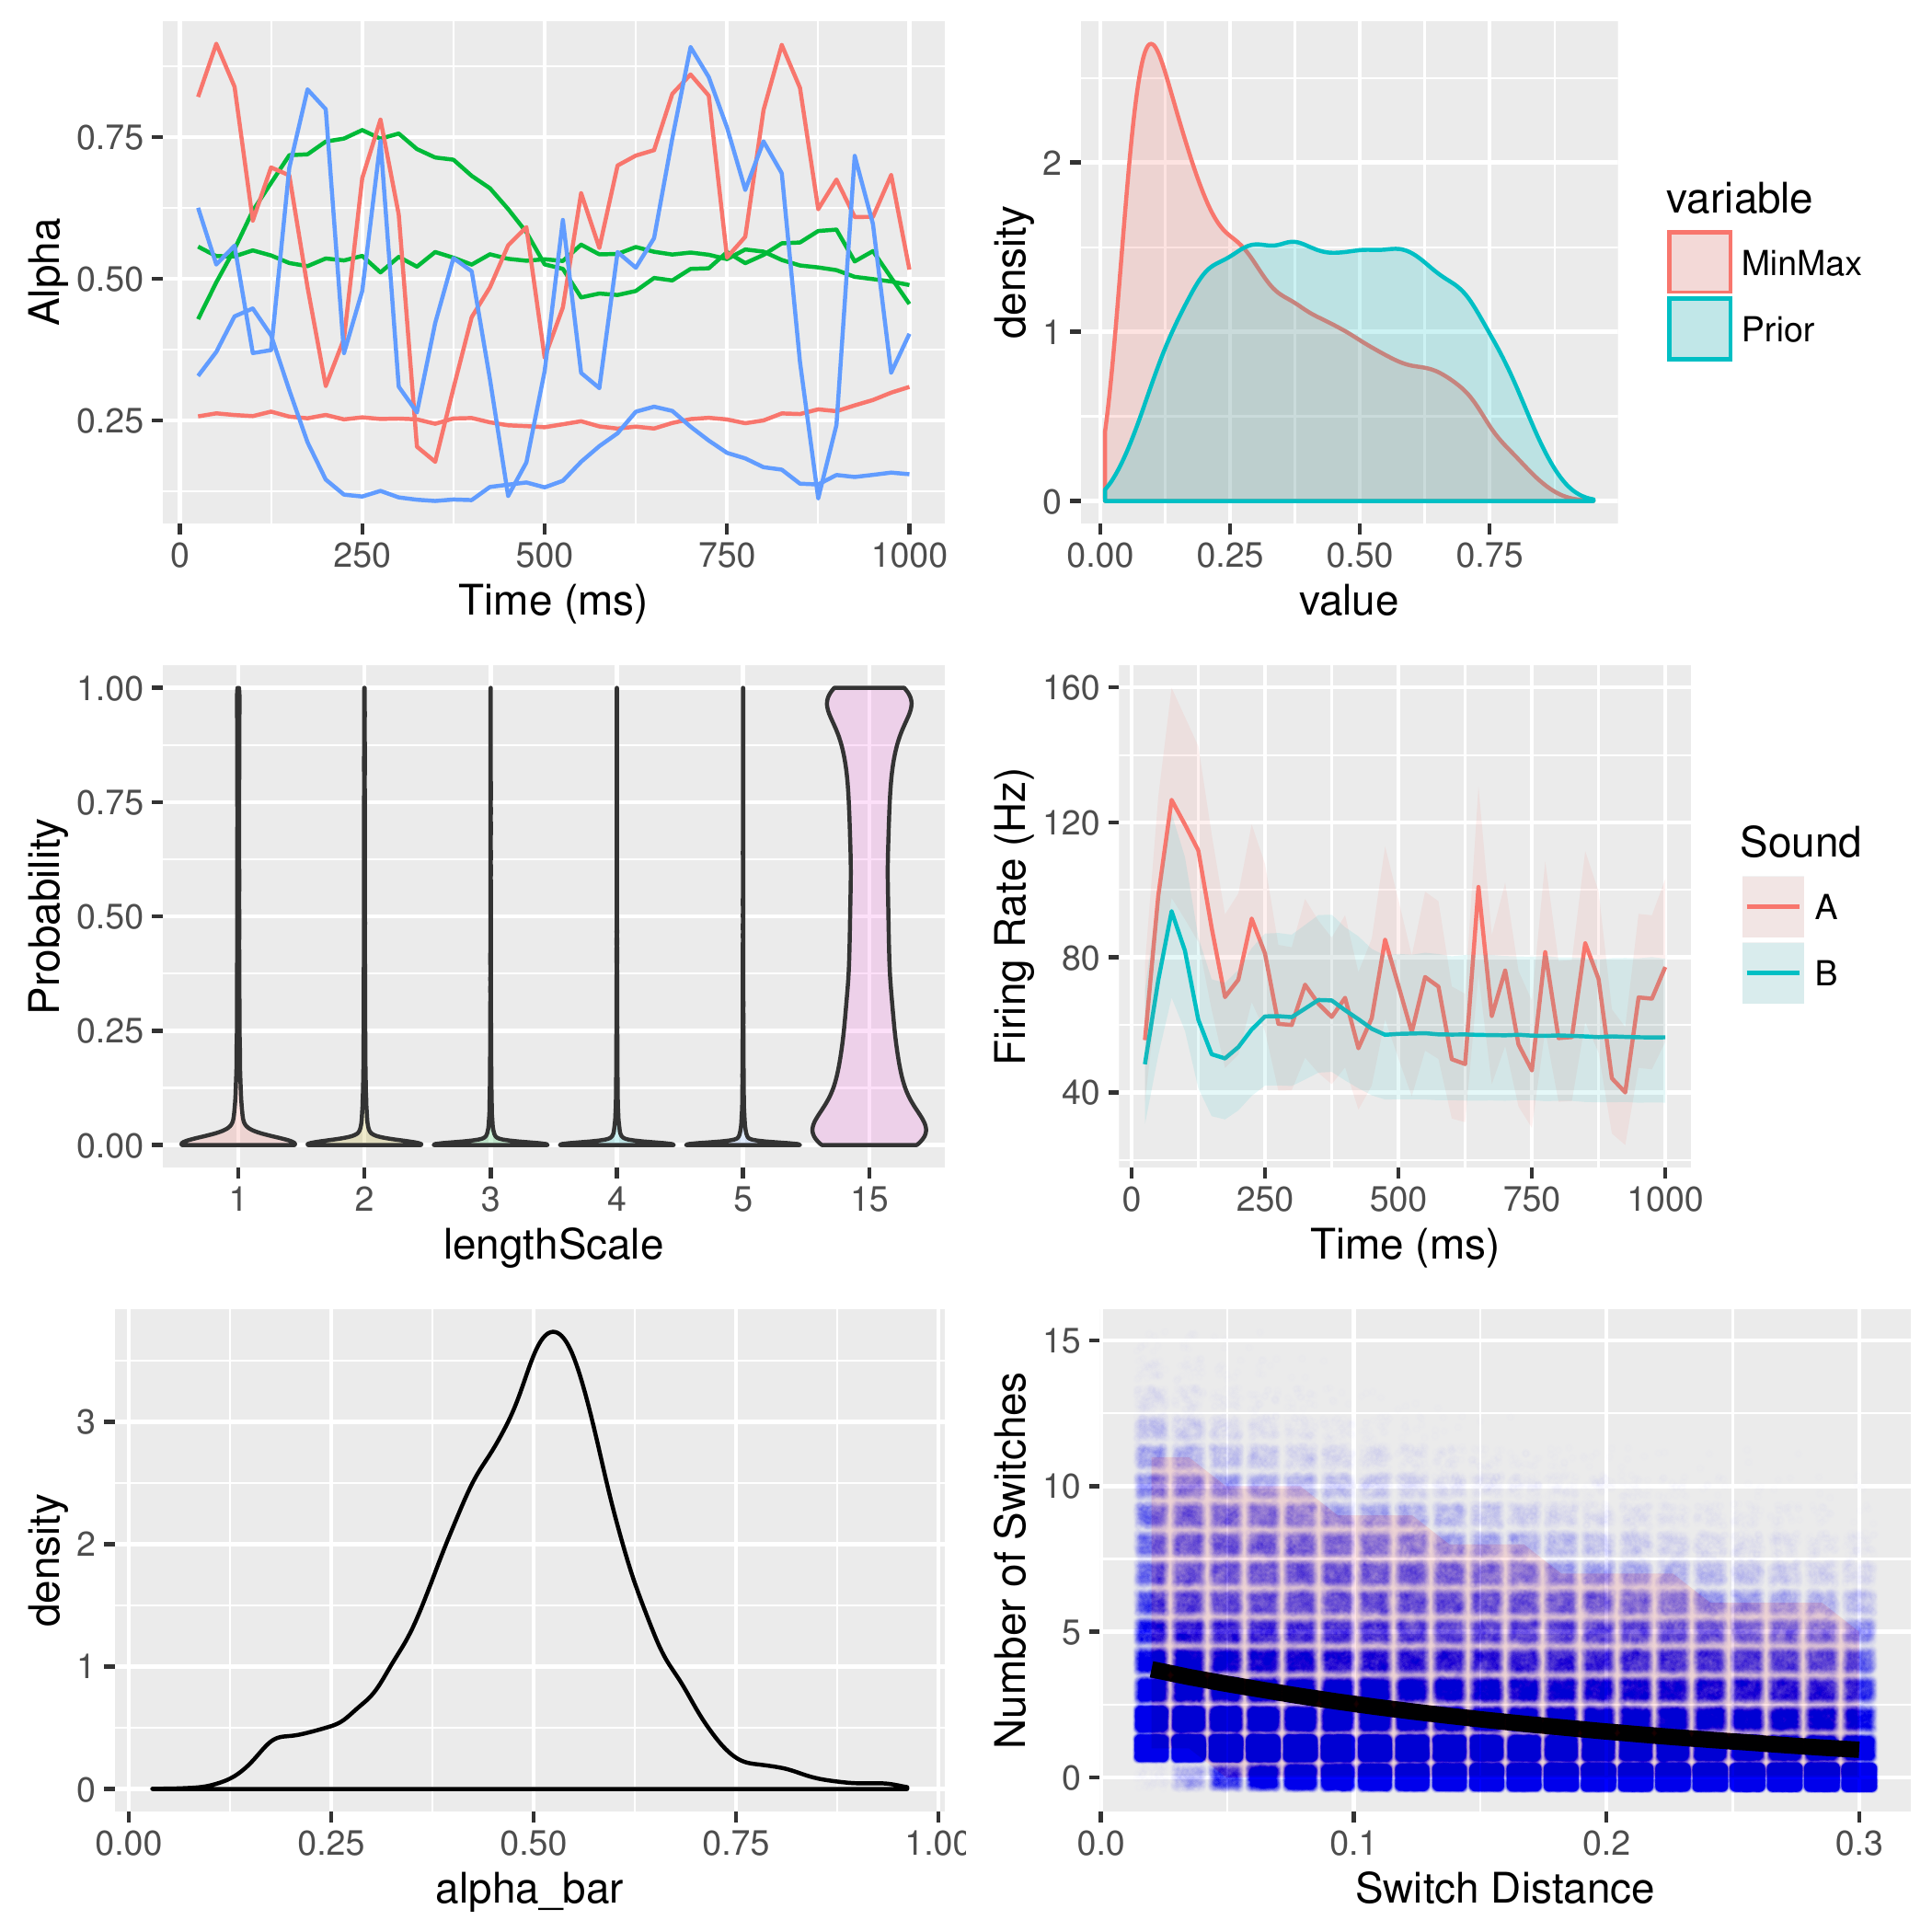 Alpha
0.75
0.50
0.25
0 250 500 750 1000
Time (ms)
density
2
1
0
0.00 0.25 0.50 0.75
value
variable
MinMax
Prior
Probability
1.00
0.75
0.50
0.25
0.00
1 2 3 4 5 15
lengthScale
Firing Rate (Hz)
160
120
80
40
0 250 500 750 1000
Time (ms)
Sound
A
B
density
3
2
1
0
0.00 0.25 0.50 0.75 1.00
alpha_bar
Number of Switches
15
10
5
0
0.0 0.1 0.2 0.3
Switch Distance